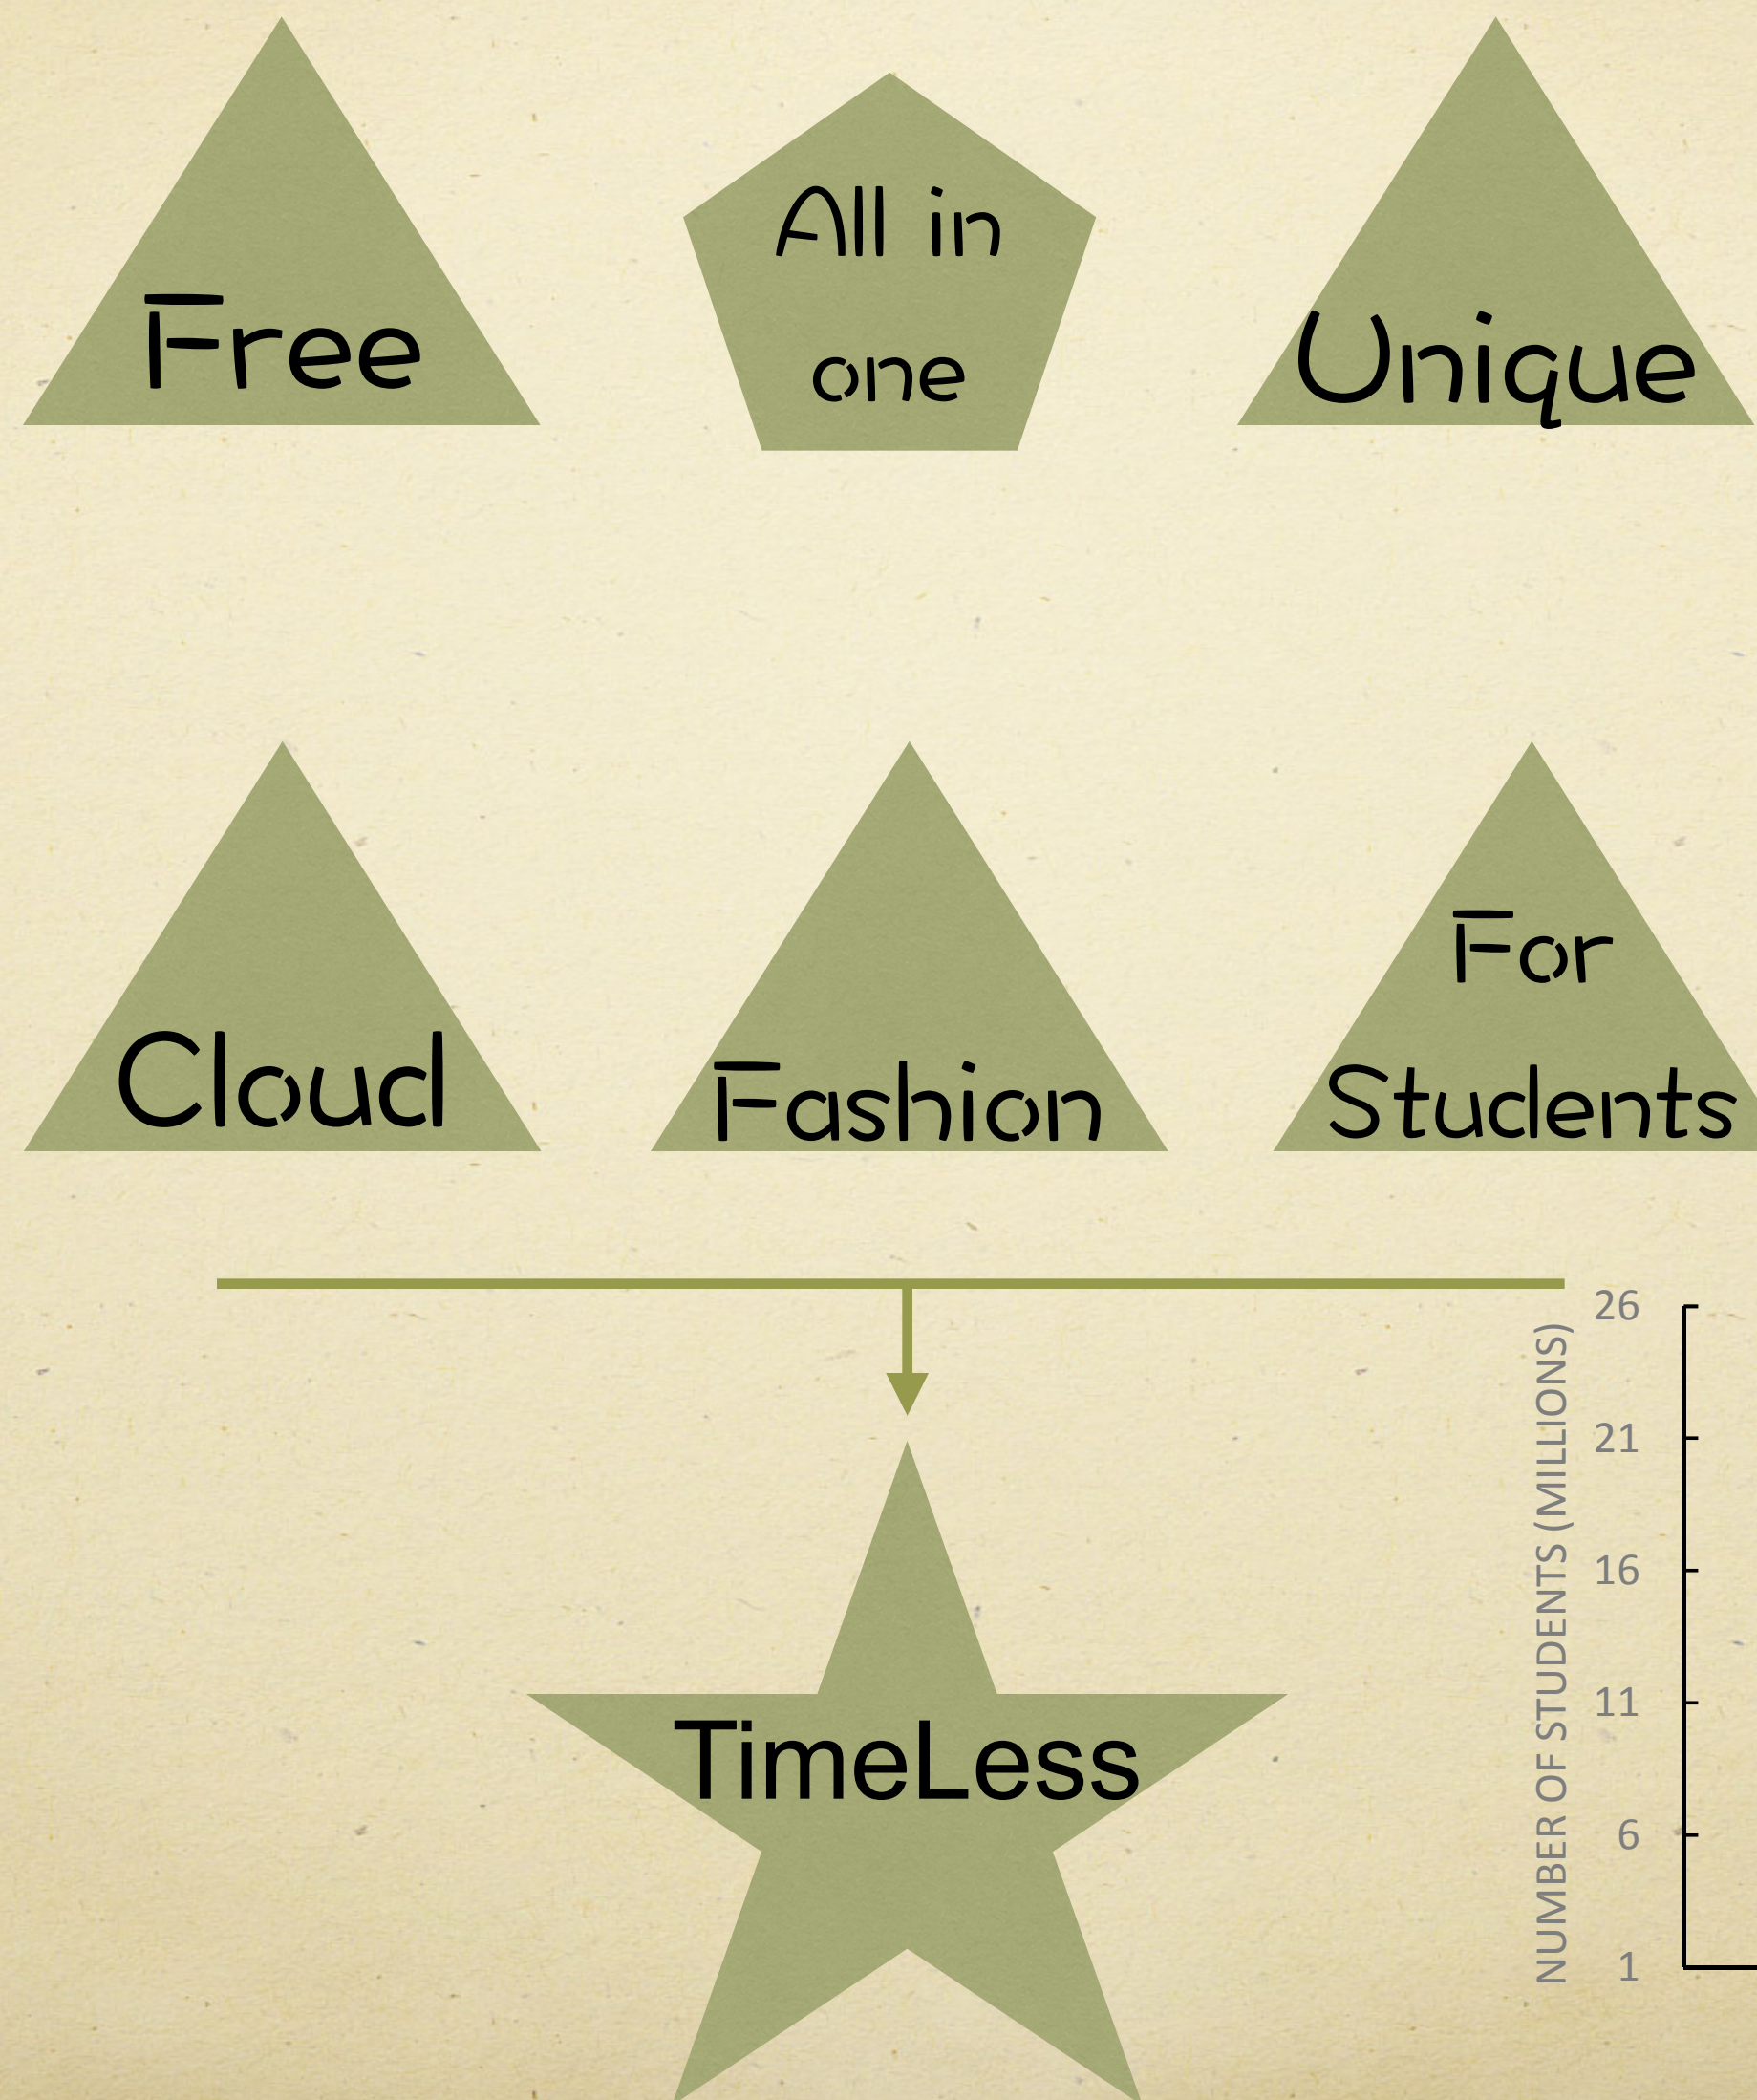 Free
All in
one
Unique
Cloud
Fashion
For
Students
TimeLess
NUMBER OF STUDENTS (MILLIONS)
26
21
16
11
6
1